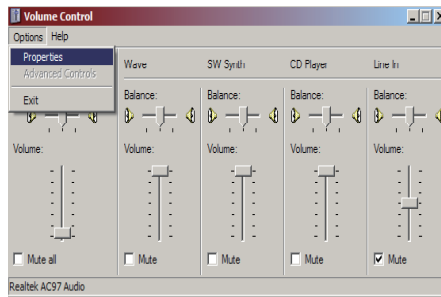 Volume Control
Options Help
Properties
Advanced Controls
Exit
Wave SW Synth CD Player Line In
Balance: Balance: Balance: Balance:
Volume: Volume: Volume: Volume: Volume:
Mute all Mute Mute Mute Mute
Realtek AC97 Audio